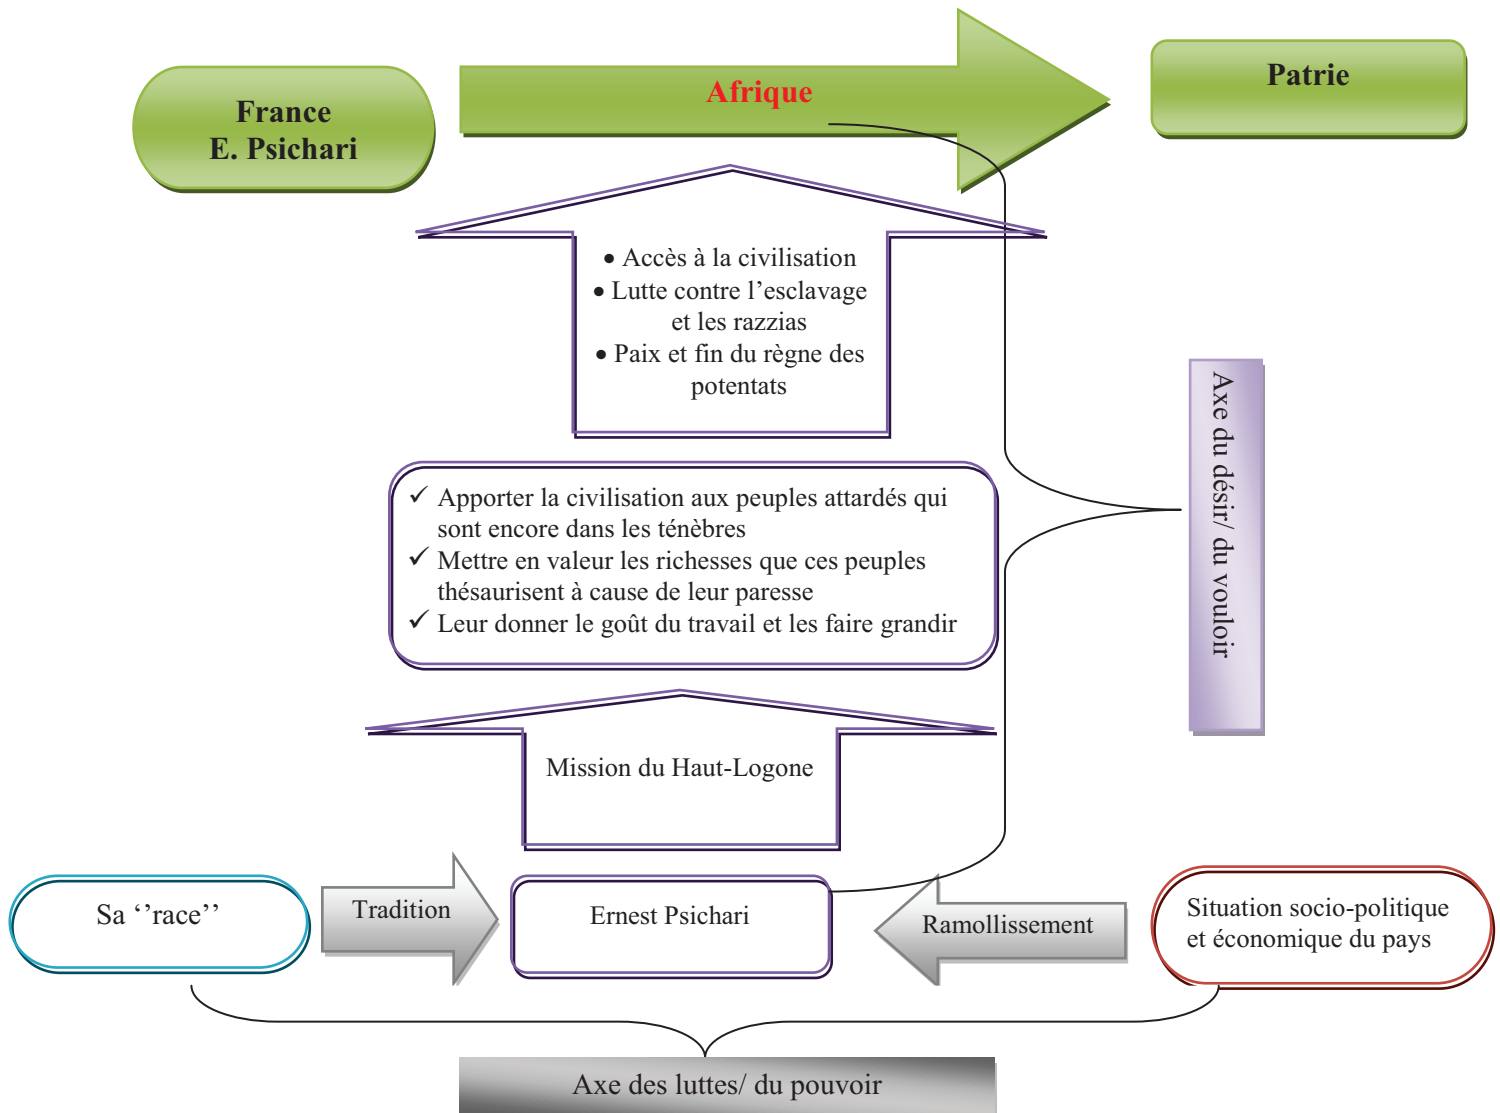 France
E. Psichari
Afrique
Patrie
• Accès à la civilisation
• Lutte contre l’esclavage
et les razzias
• Paix et fin du règne des
potentats
✓ Apporter la civilisation aux peuples attardés qui
sont encore dans les ténèbres
✓ Mettre en valeur les richesses que ces peuples
thésaurisent à cause de leur paresse
✓ Leur donner le goût du travail et les faire grandir
Axe du désir/ du vouloir
Mission du Haut-Logone
Sa ‘’race’’
Tradition
Ernest Psichari
Ramollissement
Situation socio-politique
et économique du pays
Axe des luttes/ du pouvoir